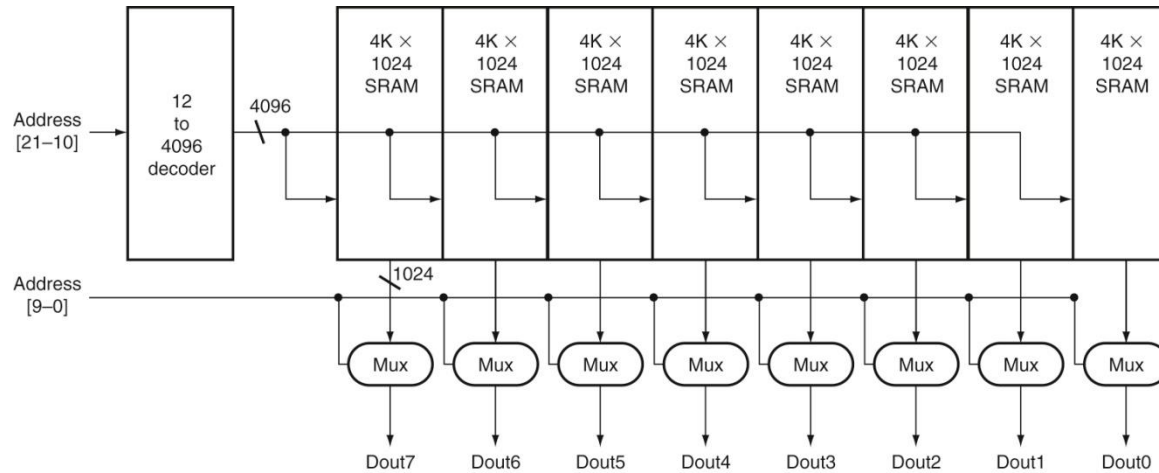 4K ×
1024
SRAM
4K ×
1024
SRAM
4K ×
1024
SRAM
4K ×
1024
SRAM
4K ×
1024
SRAM
4K ×
1024
SRAM
4K ×
1024
SRAM
4K ×
1024
SRAM
Address
[21–10]
12
to
4096
decoder
4096
Address
[9–0]
1024
Mux
Mux
Mux
Mux
Mux
Mux
Mux
Mux
Dout7
Dout6
Dout5
Dout4
Dout3
Dout2
Dout1
Dout0